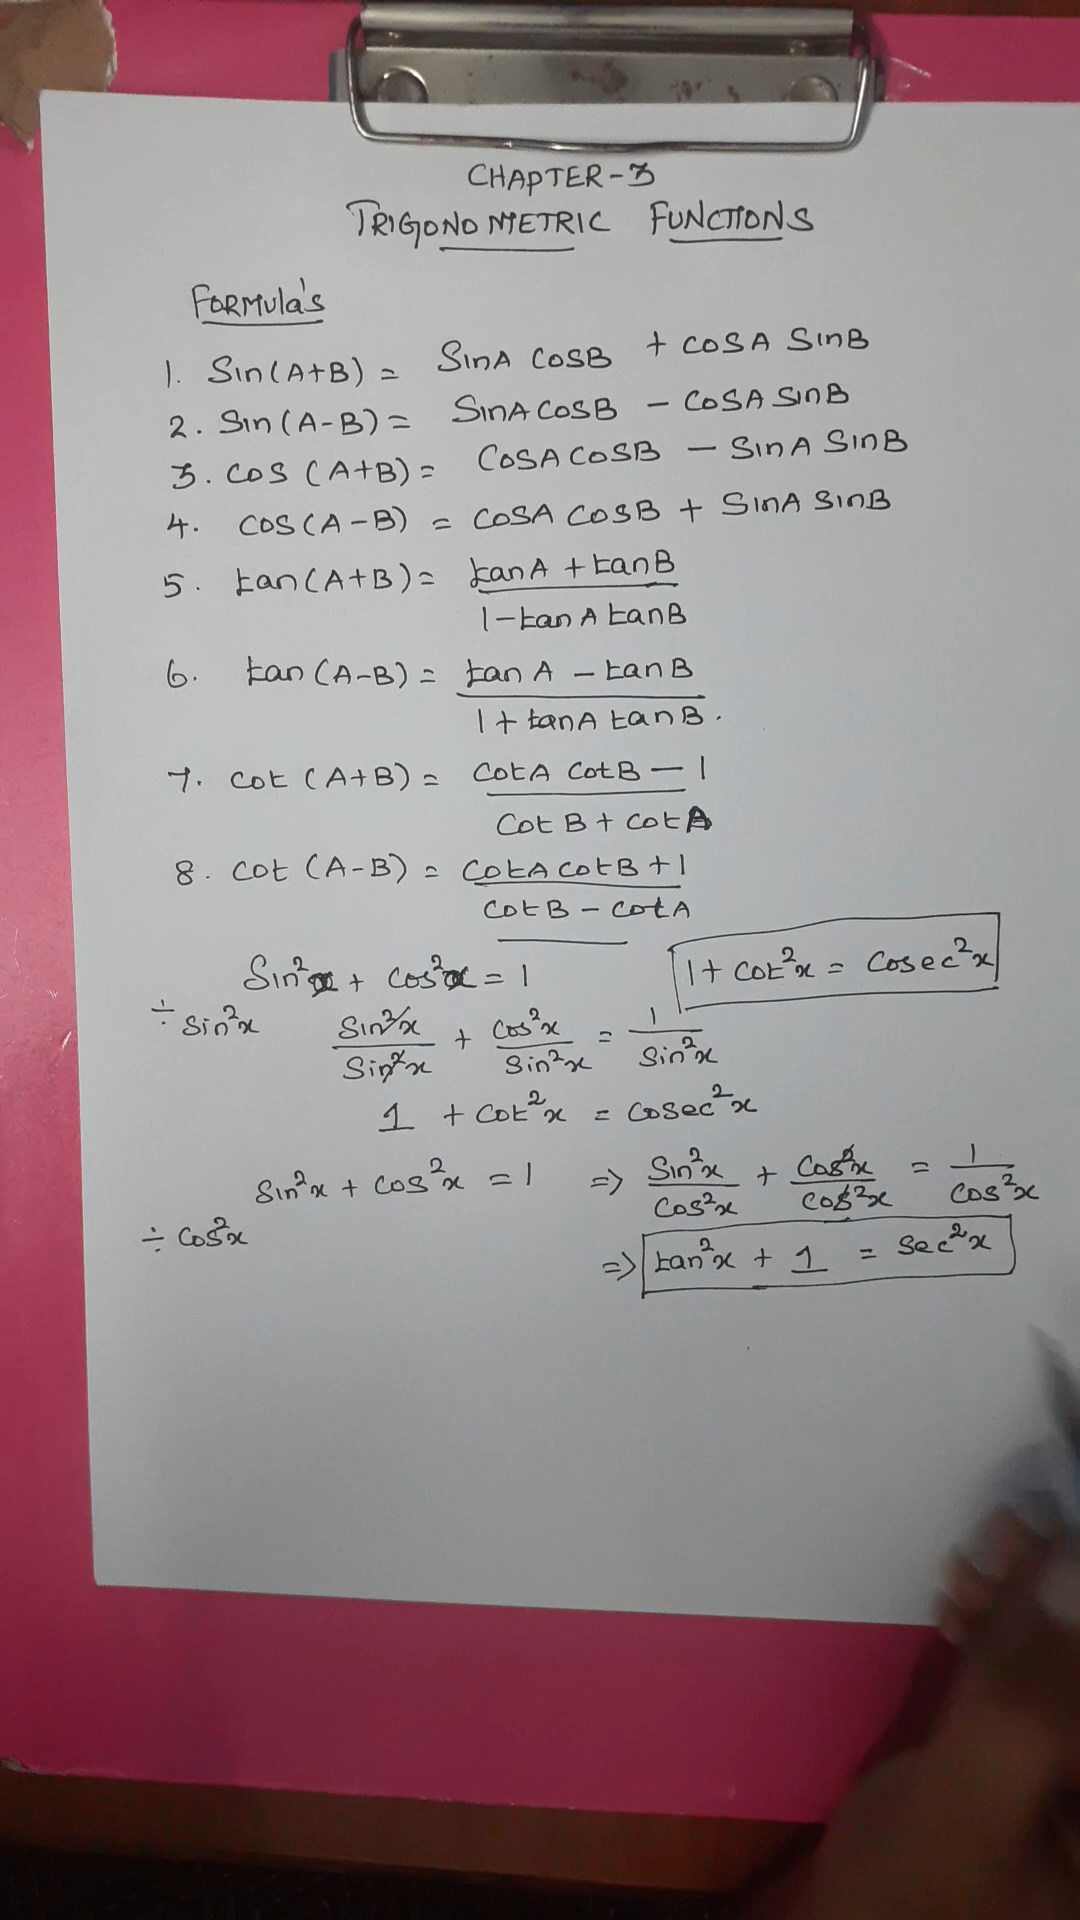 CHAPTER-3
TRIGONOMETRIC FUNCTIONS
FORMULA'S
1. Sin(A+B) = SinA CosB + cosA SinB
2. Sin(A-B) = SinA CosB - CosA SinB
3. cos (A+B) = CosA CosB - SinA SinB
4. cos(A-B) = cosA cosB + SinA SinB
5. tan(A+B) = tanA + tanB
1-tanA tanB
6. tan (A-B) = tan A - tan B
1 + tanA tanB.
7. cot (A+B) = cotA cotB - 1
cot B + cot A
8. cot (A-B) = cotA cotB + 1
cotB - cotA
Sin²x + cos²x = 1
1 + cot²x = cosec²x
÷ sin²x Sin²x/Sin²x + cos²x/Sin²x = 1/Sin²x
1 + cot²x = cosec²x
Sin²x + cos²x = 1 => Sin²x/Cos²x + Cos²x/cos²x = 1/cos²x
÷ cos²x
=> tan²x + 1 = sec²x